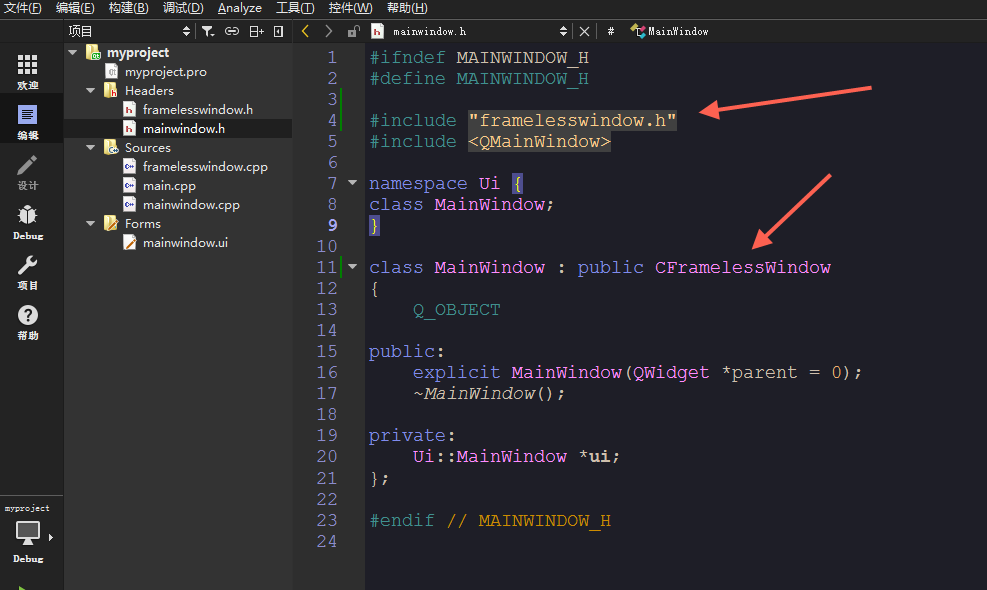 文件(F) 编辑(E) 构建(B) 调试(D) Analyze 工具(T) 控件(W) 帮助(H)
项目
mainwindow.h
#
MainWindow
欢迎
编辑
设计
Debug
项目
帮助
myproject
Debug
myproject
myproject.pro
Headers
framelesswindow.h
mainwindow.h
Sources
framelesswindow.cpp
main.cpp
mainwindow.cpp
Forms
mainwindow.ui
1 #ifndef MAINWINDOW_H
2 #define MAINWINDOW_H
3
4 #include "framelesswindow.h"
5 #include <QMainWindow>
6
7 namespace Ui {
8 class MainWindow;
9 }
10
11 class MainWindow : public CFramelessWindow
12 {
13     Q_OBJECT
14
15 public:
16     explicit MainWindow(QWidget *parent = 0);
17     ~MainWindow();
18
19 private:
20     Ui::MainWindow *ui;
21 };
22
23 #endif // MAINWINDOW_H
24